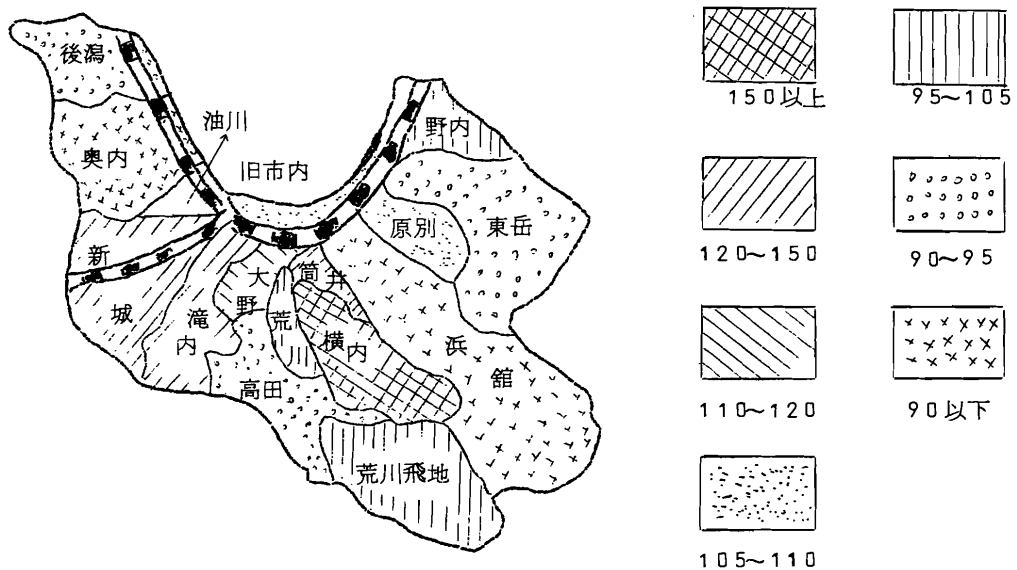 後潟
油川
奥内
旧市内
野内
原別
東岳
新城
滝内
大野
筒井
荒川
横内
浜舘
高田
荒川飛地
150以上
95～105
120～150
90～95
110～120
90以下
105～110